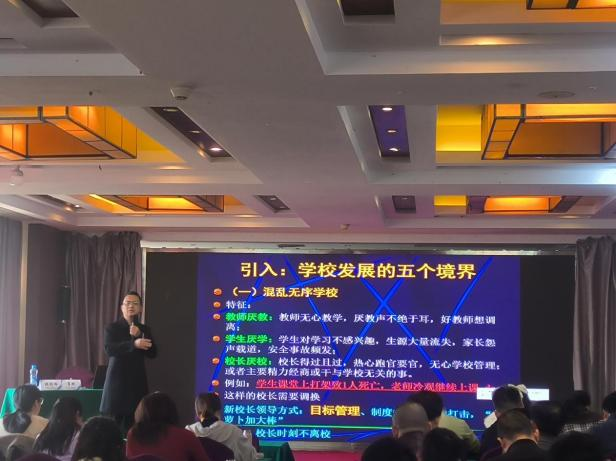 引入：学校发展的五个境界
（一）混乱无序学校
特征：
教师厌教：教师无心教学，厌教声不绝于耳，好教师想调
离；
学生厌学：学生对学习不感兴趣，生源大量流失，家长怨
声载道，安全事故频发；
校长厌校：校长得过且过，热心跑官要官，无心学校管理；
或者主要精力经商或干与学校无关的事。
例如：学生课堂上打架致1人死亡，老师冷观继续上课
这样的校长需要调换
新校长领导方式：目标管理、制度 打击，“
萝卜加大棒”
校长时刻不离校